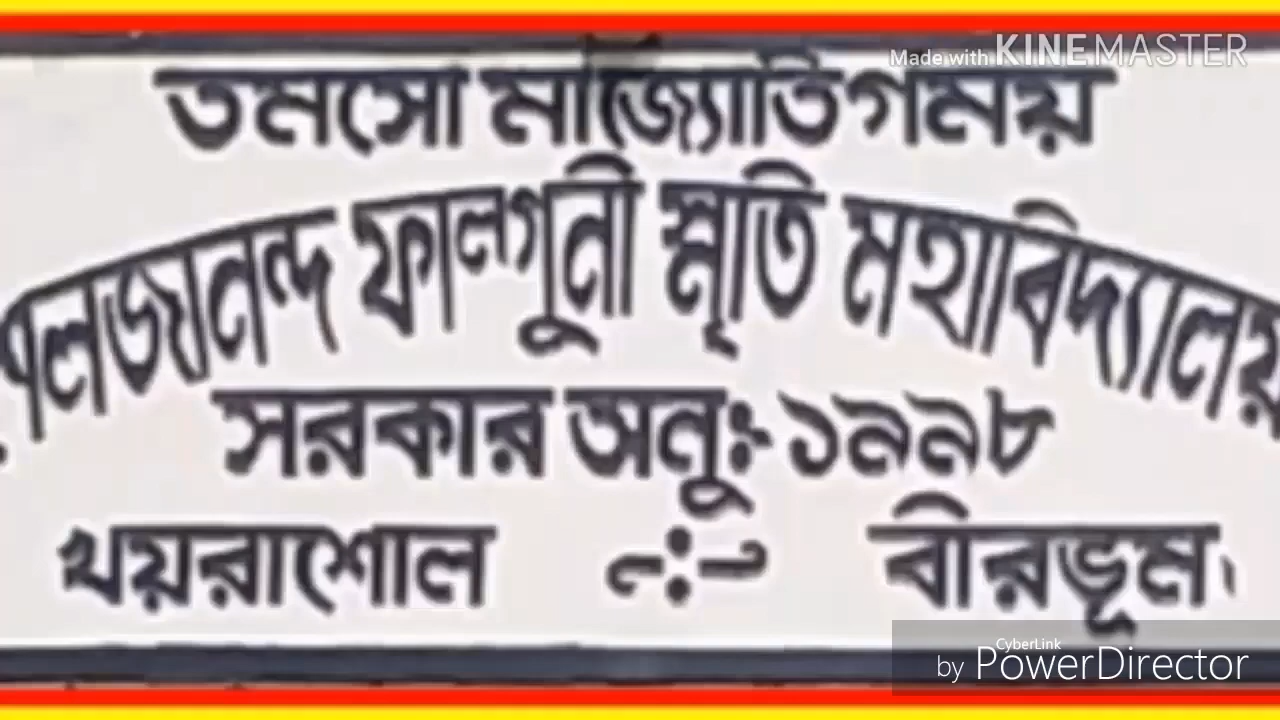 Made with KINEMASTER
তমসো মার্জ্যোতিগময়
শৈলজানন্দ ফাল্গুনী স্মৃতি মহাবিদ্যালয়
সরকার অনুঃ ১৯৯৮
খয়রাশোল -ঃ- বীরভূম।
CyberLink
by PowerDirector